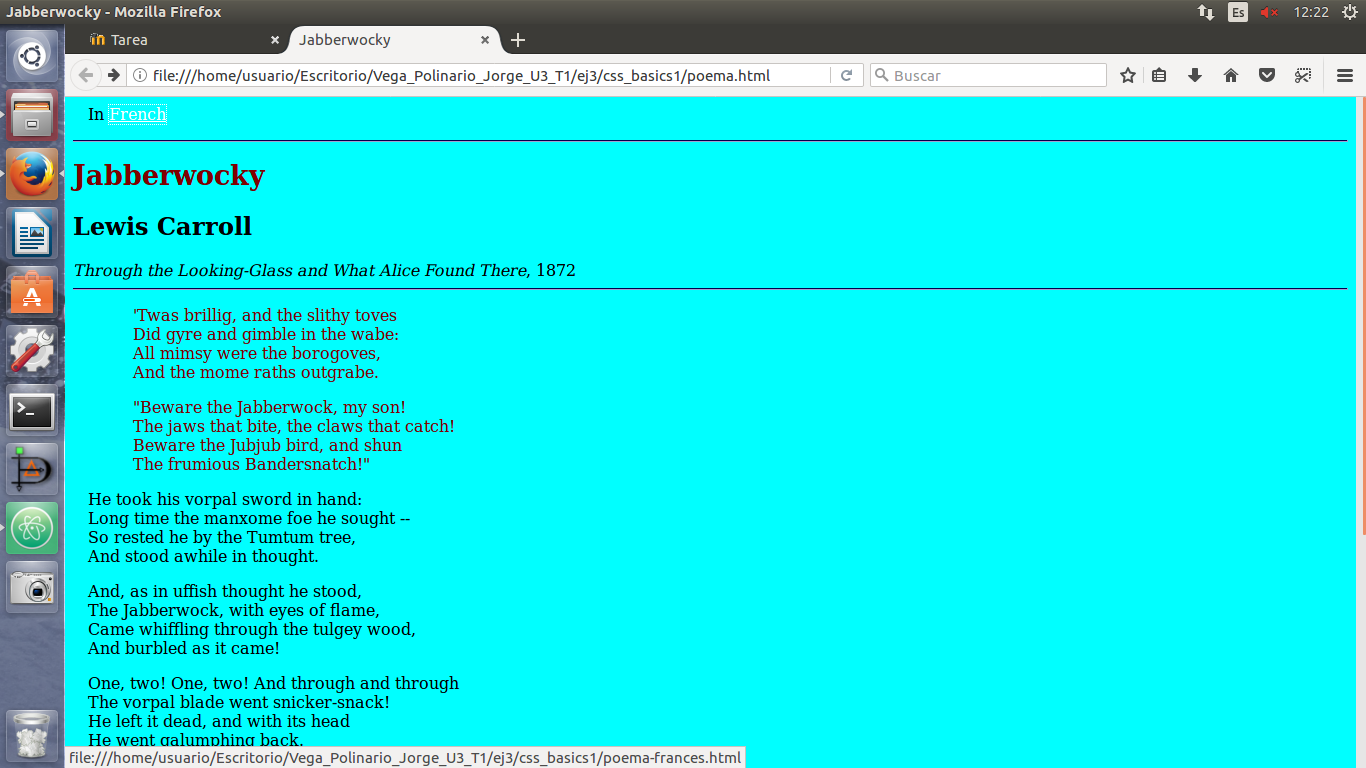 Jabberwocky - Mozilla Firefox
Es
12:22
Tarea
Jabberwocky
file:///home/usuario/Escritorio/Vega_Polinario_Jorge_U3_T1/ej3/css_basics1/poema.html
Buscar
In French
Jabberwocky
Lewis Carroll
Through the Looking-Glass and What Alice Found There, 1872
'Twas brillig, and the slithy toves
Did gyre and gimble in the wabe:
All mimsy were the borogoves,
And the mome raths outgrabe.
"Beware the Jabberwock, my son!
The jaws that bite, the claws that catch!
Beware the Jubjub bird, and shun
The frumious Bandersnatch!"
He took his vorpal sword in hand:
Long time the manxome foe he sought --
So rested he by the Tumtum tree,
And stood awhile in thought.
And, as in uffish thought he stood,
The Jabberwock, with eyes of flame,
Came whiffling through the tulgey wood,
And burbled as it came!
One, two! One, two! And through and through
The vorpal blade went snicker-snack!
He left it dead, and with its head
He went galumphing back.
file:///home/usuario/Escritorio/Vega_Polinario_Jorge_U3_T1/ej3/css_basics1/poema-frances.html